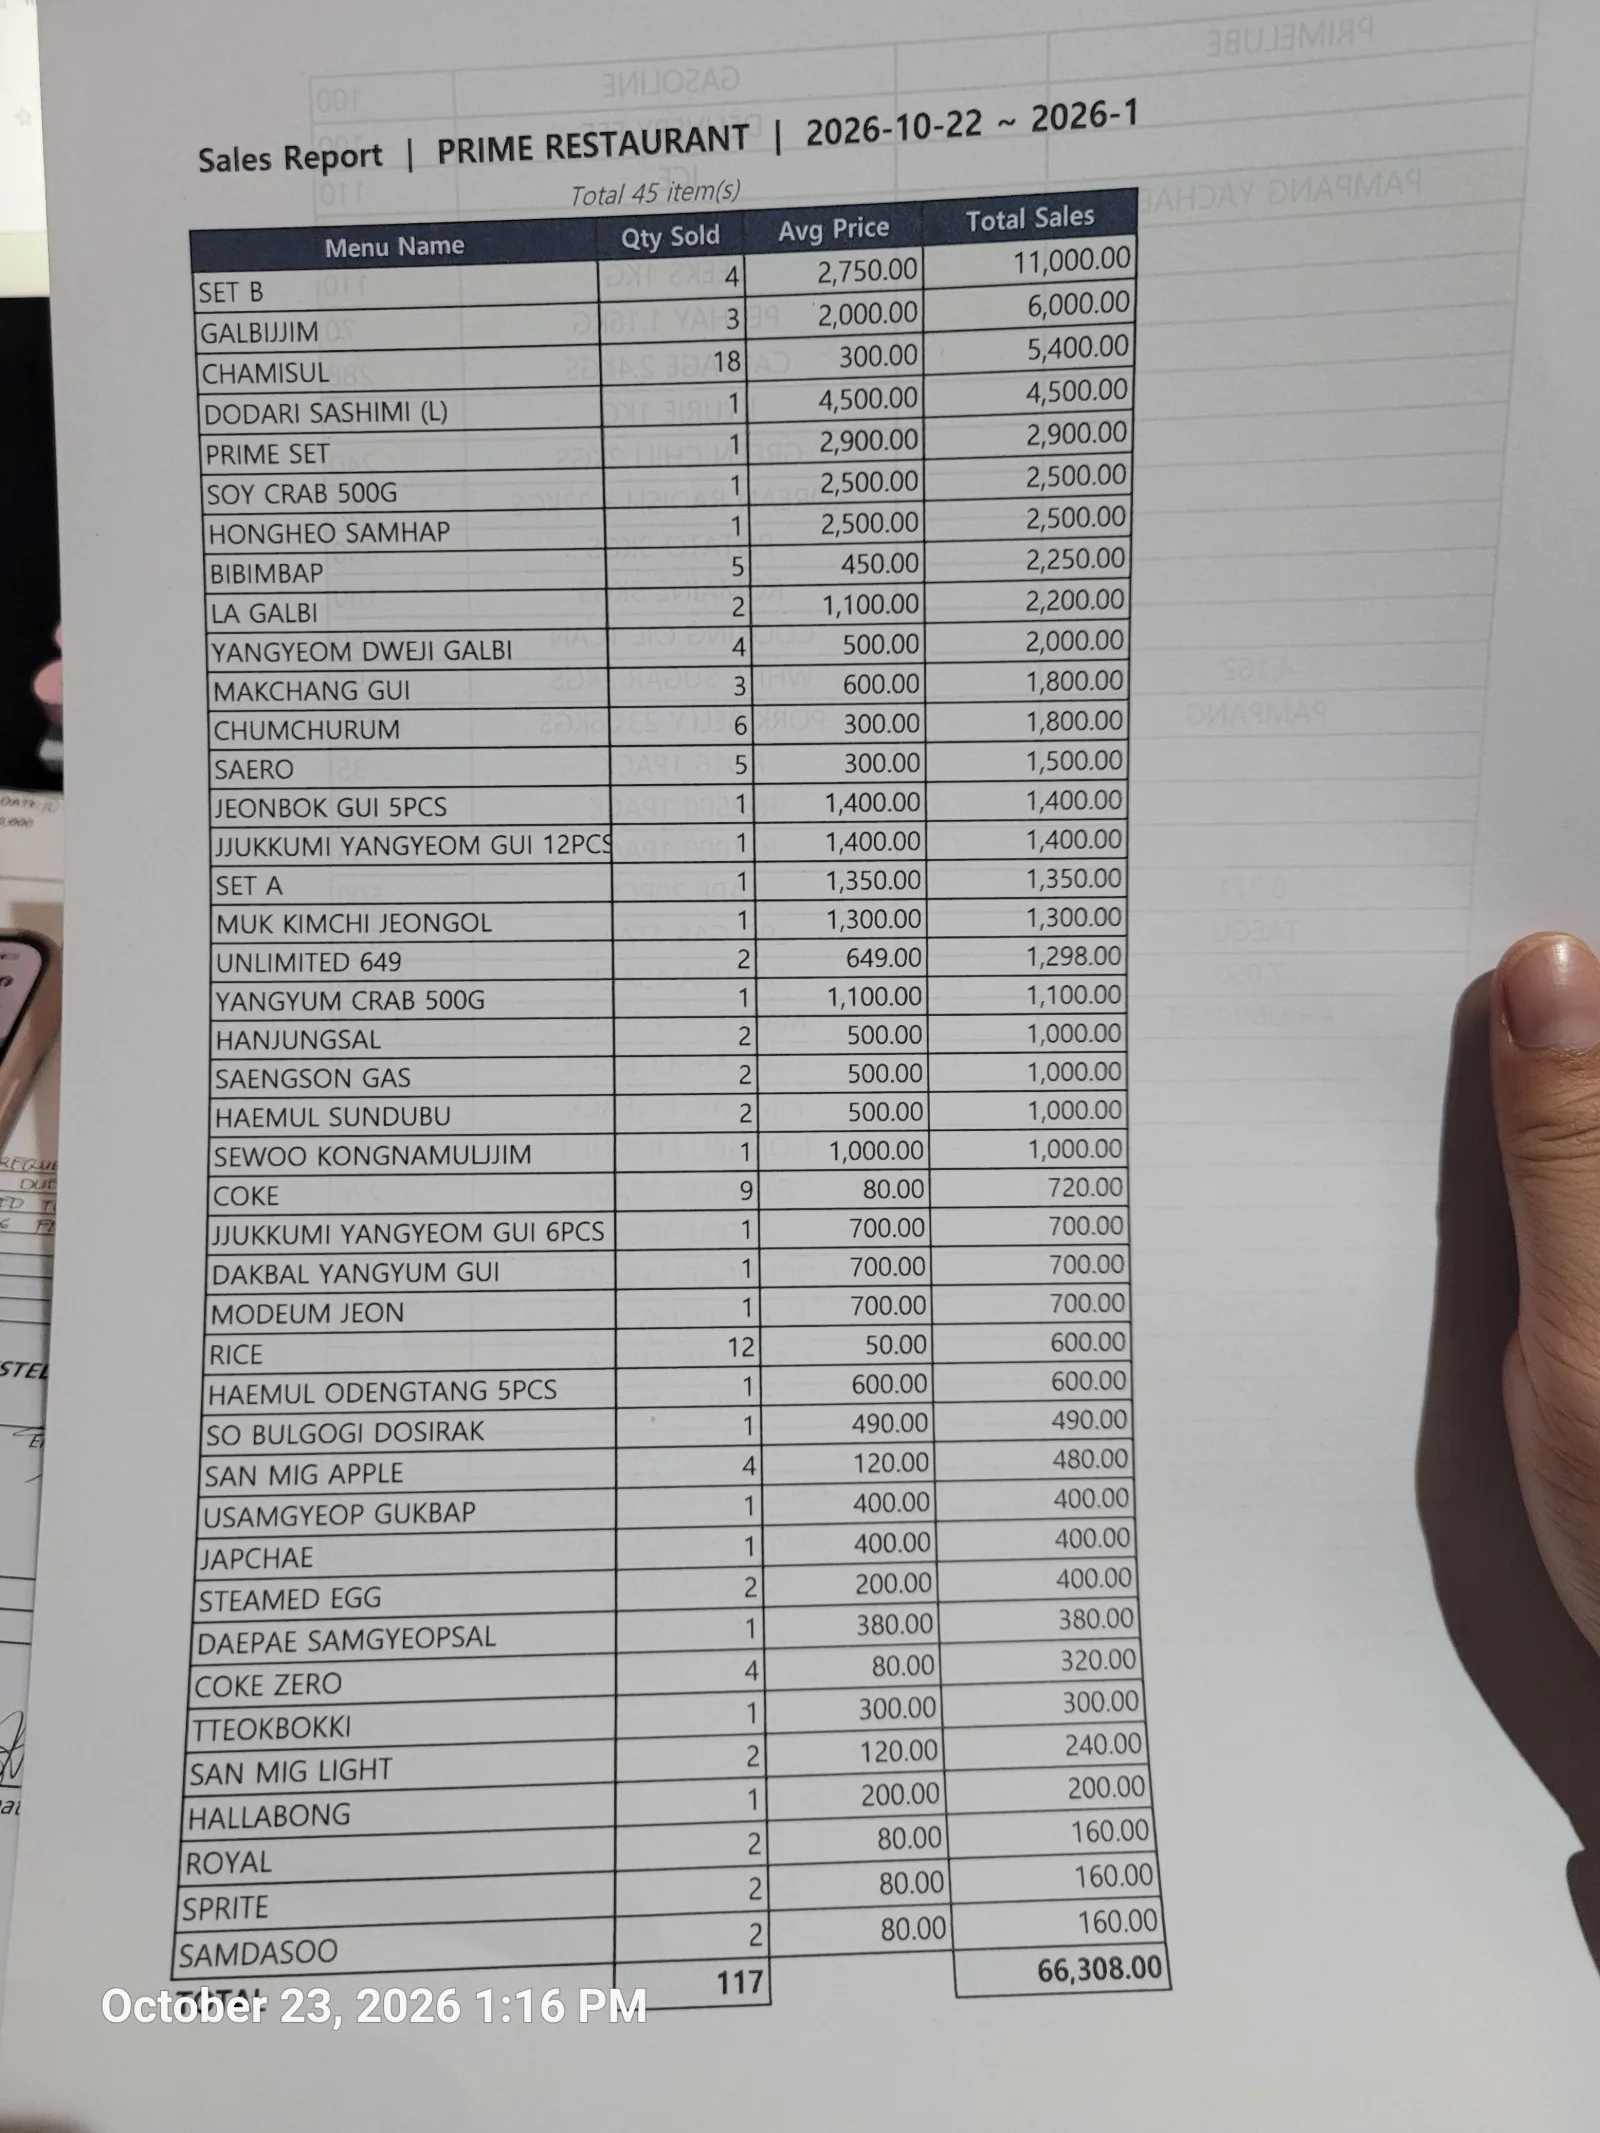 Sales Report | PRIME RESTAURANT | 2026-10-22 ~ 2026-1
Total 45 item(s)
Menu Name Qty Sold Avg Price Total Sales
SET B 4 2,750.00 11,000.00
GALBIJJIM 3 2,000.00 6,000.00
CHAMISUL 18 300.00 5,400.00
DODARI SASHIMI (L) 1 4,500.00 4,500.00
PRIME SET 1 2,900.00 2,900.00
SOY CRAB 500G 1 2,500.00 2,500.00
HONGHEO SAMHAP 1 2,500.00 2,500.00
BIBIMBAP 5 450.00 2,250.00
LA GALBI 2 1,100.00 2,200.00
YANGYEOM DWEJI GALBI 4 500.00 2,000.00
MAKCHANG GUI 3 600.00 1,800.00
CHUMCHURUM 6 300.00 1,800.00
SAERO 5 300.00 1,500.00
JEONBOK GUI 5PCS 1 1,400.00 1,400.00
JJUKKUMI YANGYEOM GUI 12PCS 1 1,400.00 1,400.00
SET A 1 1,350.00 1,350.00
MUK KIMCHI JEONGOL 1 1,300.00 1,300.00
UNLIMITED 649 2 649.00 1,298.00
YANGYUM CRAB 500G 1 1,100.00 1,100.00
HANJUNGSAL 2 500.00 1,000.00
SAENGSON GAS 2 500.00 1,000.00
HAEMUL SUNDUBU 2 500.00 1,000.00
SEWOO KONGNAMULJJIM 1 1,000.00 1,000.00
COKE 9 80.00 720.00
JJUKKUMI YANGYEOM GUI 6PCS 1 700.00 700.00
DAKBAL YANGYUM GUI 1 700.00 700.00
MODEUM JEON 1 700.00 700.00
RICE 12 50.00 600.00
HAEMUL ODENGTANG 5PCS 1 600.00 600.00
SO BULGOGI DOSIRAK 1 490.00 490.00
SAN MIG APPLE 4 120.00 480.00
USAMGYEOP GUKBAP 1 400.00 400.00
JAPCHAE 1 400.00 400.00
STEAMED EGG 2 200.00 400.00
DAEPAE SAMGYEOPSAL 1 380.00 380.00
COKE ZERO 4 80.00 320.00
TTEOKBOKKI 1 300.00 300.00
SAN MIG LIGHT 2 120.00 240.00
HALLABONG 1 200.00 200.00
ROYAL 2 80.00 160.00
SPRITE 2 80.00 160.00
SAMDASOO 2 80.00 160.00
TOTAL 117 66,308.00
October 23, 2026 1:16 PM